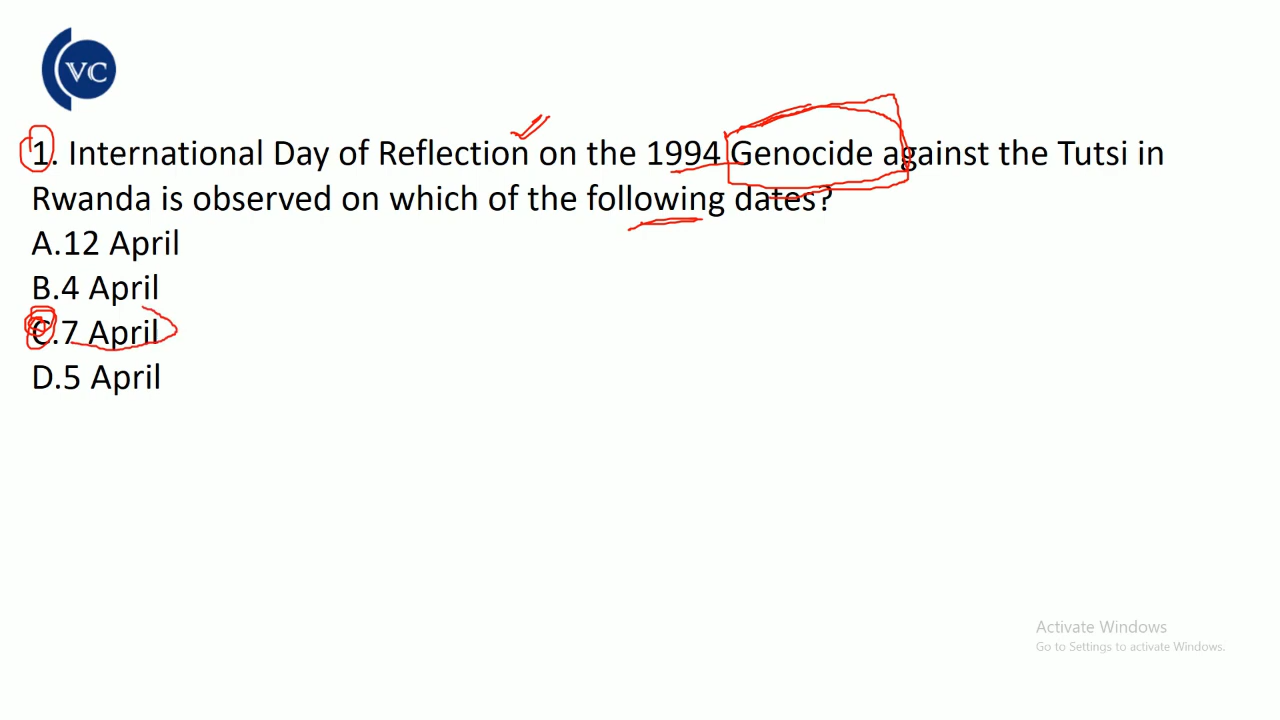 VC
1. International Day of Reflection on the 1994 Genocide against the Tutsi in
Rwanda is observed on which of the following dates?
A.12 April
B.4 April
C.7 April
D.5 April
Activate Windows
Go to Settings to activate Windows.